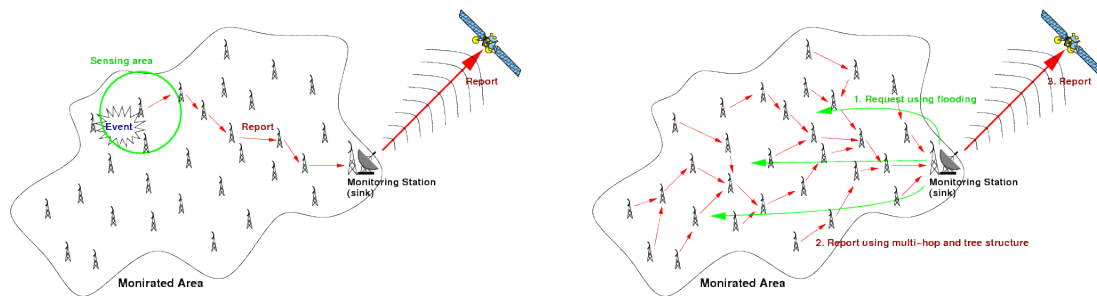 Sensing area
Report
Event
Report
Monitoring Station
(sink)
Monirated Area
3. Report
1. Request using flooding
Monitoring Station
(sink)
2. Report using multi-hop and tree structure
Monirated Area